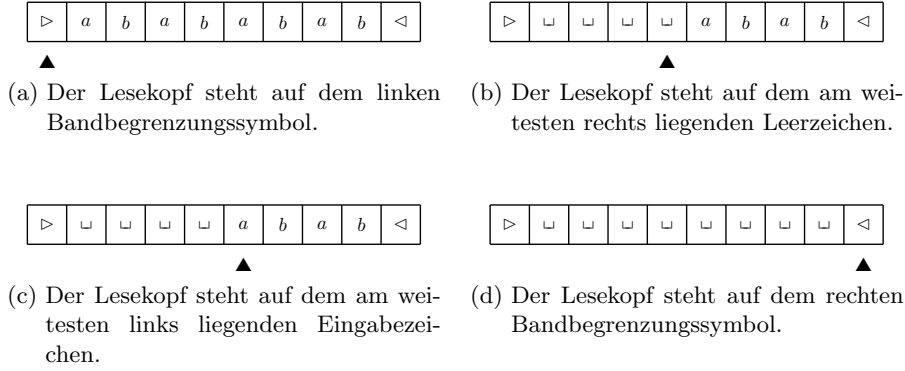 ▷ a b a b a b a b ◁
▲
(a) Der Lesekopf steht auf dem linken
Bandbegrenzungssymbol.
▷ ␣ ␣ ␣ ␣ a b a b ◁
▲
(b) Der Lesekopf steht auf dem am wei-
testen rechts liegenden Leerzeichen.
▷ ␣ ␣ ␣ ␣ a b a b ◁
▲
(c) Der Lesekopf steht auf dem am wei-
testen links liegenden Eingabezei-
chen.
▷ ␣ ␣ ␣ ␣ ␣ ␣ ␣ ␣ ◁
▲
(d) Der Lesekopf steht auf dem rechten
Bandbegrenzungssymbol.